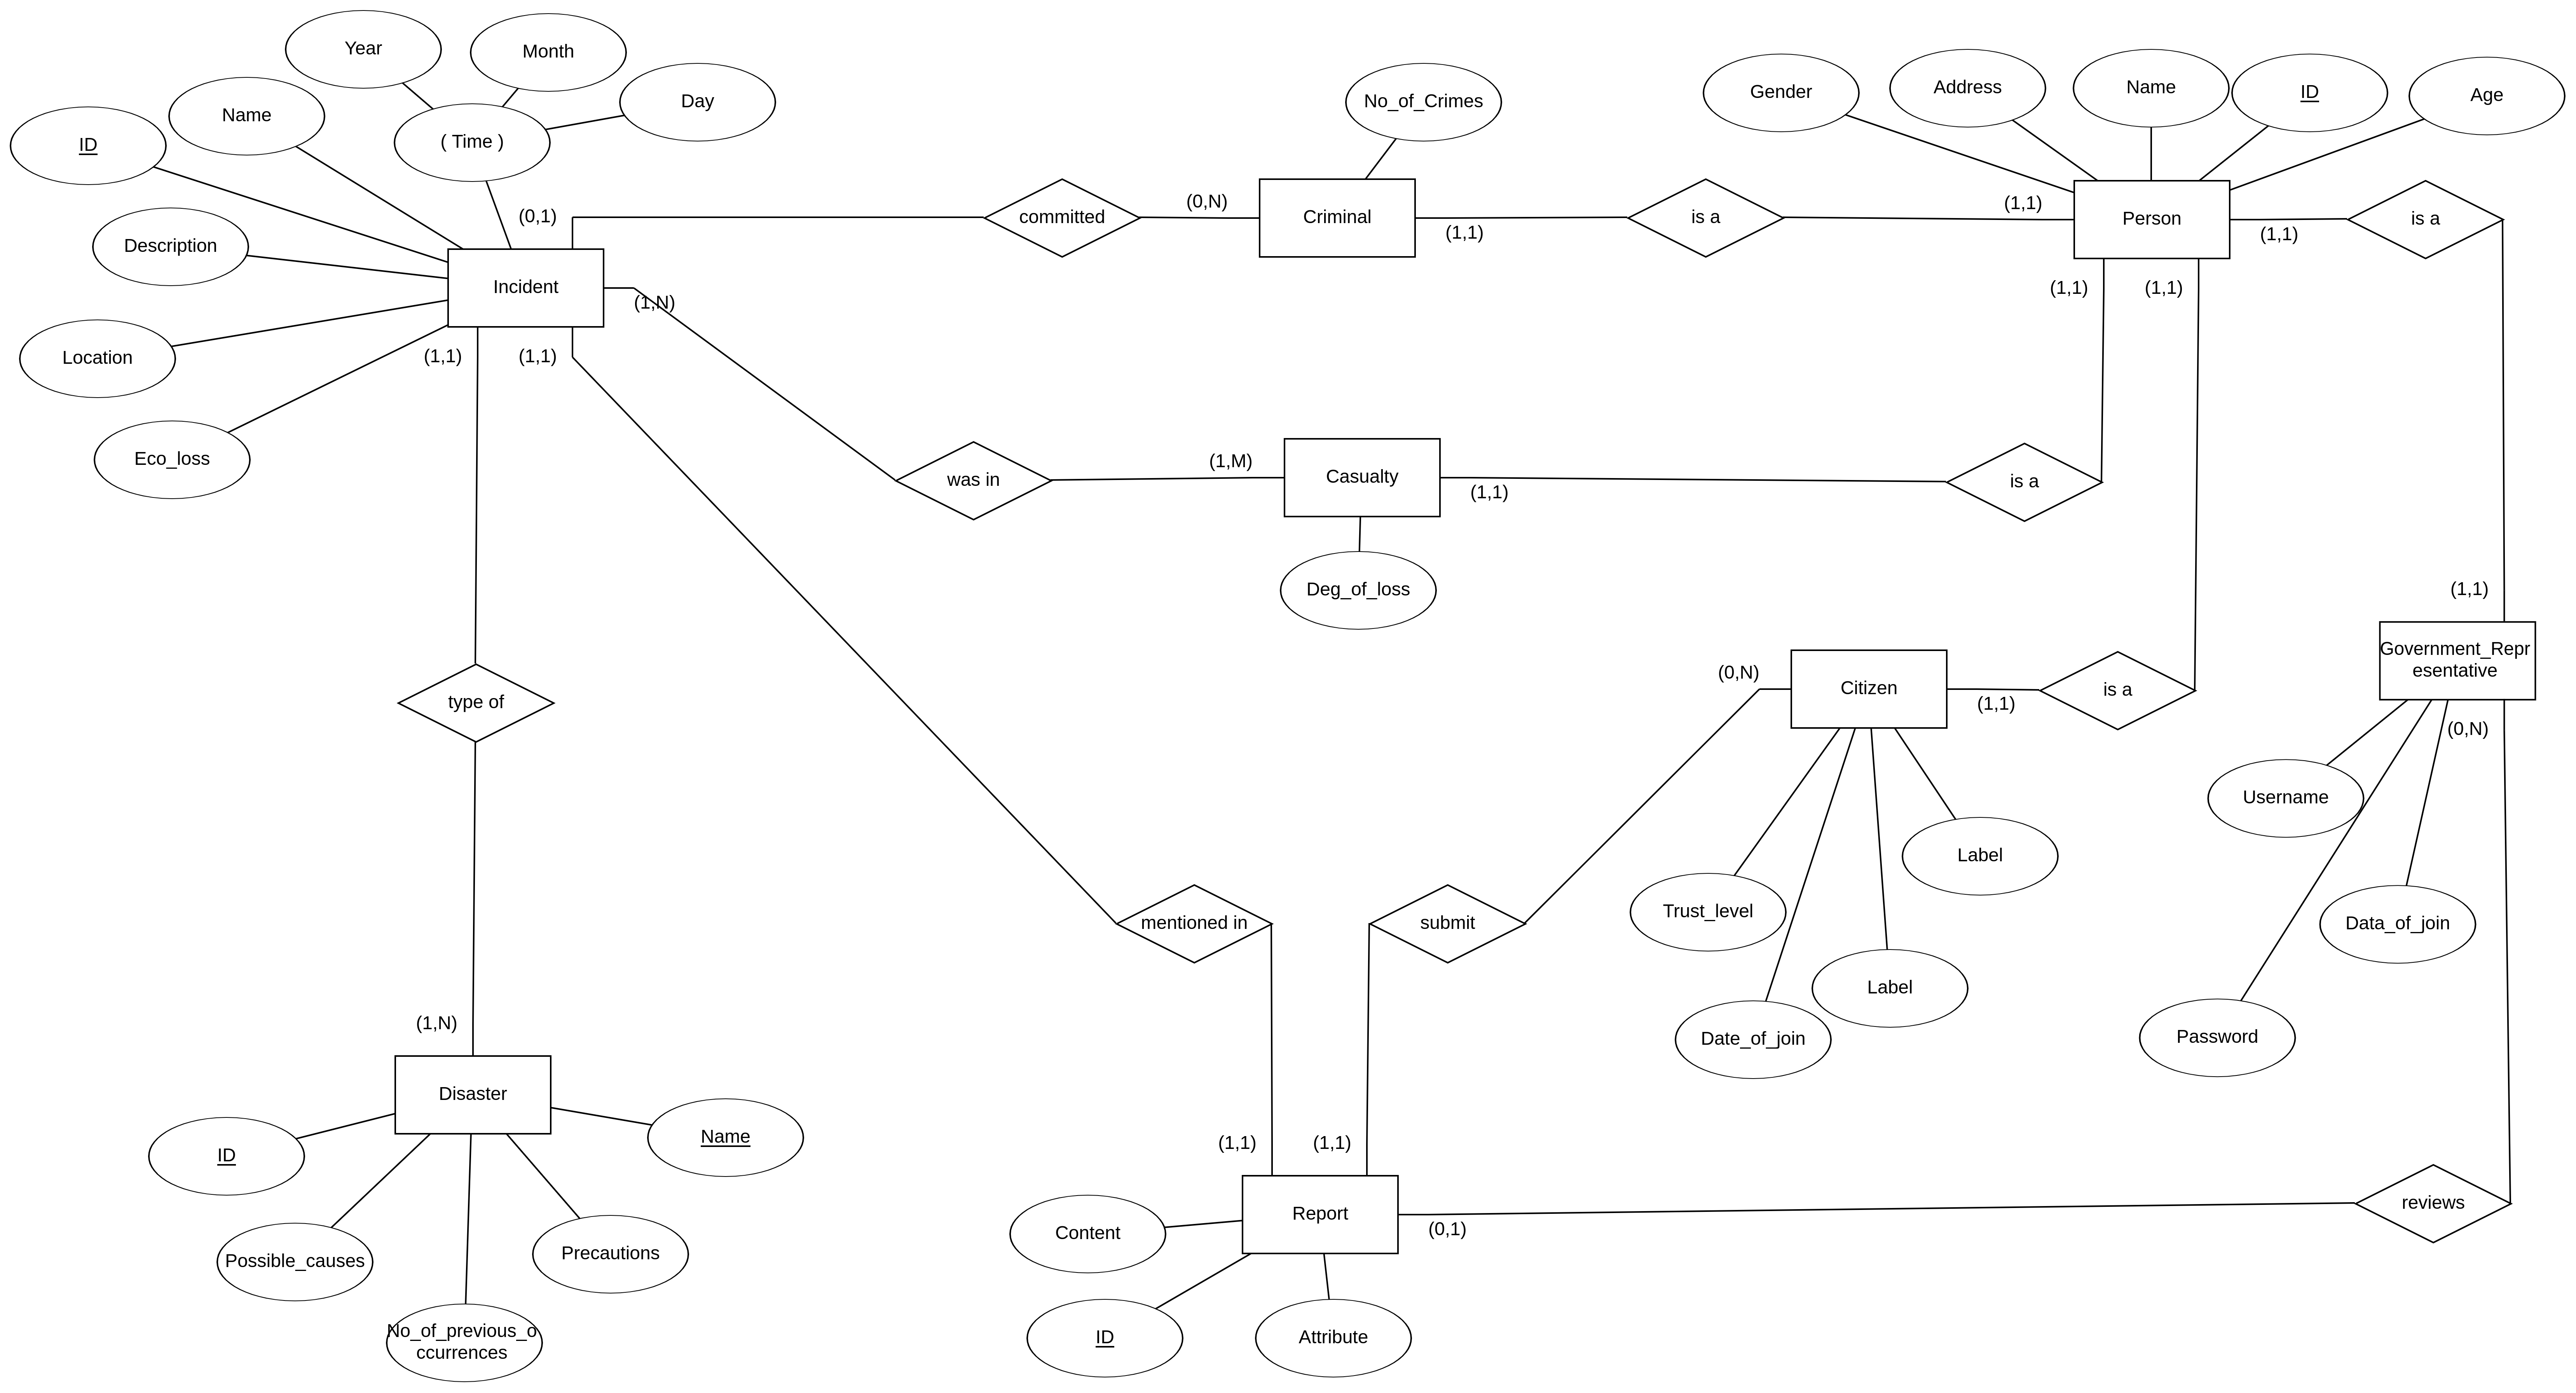 Year
Month
Day
Name
ID
( Time )
No_of_Crimes
Gender
Address
Name
ID
Age
Description
(0,1)
committed
(0,N)
Criminal
(1,1)
is a
(1,1)
Person
(1,1)
is a
Incident
(1,N)
(1,1)
(1,1)
Location
(1,1)
(1,1)
Eco_loss
was in
(1,M)
Casualty
(1,1)
is a
Deg_of_loss
(1,1)
type of
(0,N)
Citizen
(1,1)
is a
Government_Repr
esentative
(0,N)
Username
Label
Trust_level
Data_of_join
mentioned in
submit
Label
Date_of_join
Password
(1,N)
Disaster
ID
Name
(1,1)
(1,1)
Possible_causes
Precautions
No_of_previous_o
ccurrences
Content
Report
(0,1)
reviews
ID
Attribute